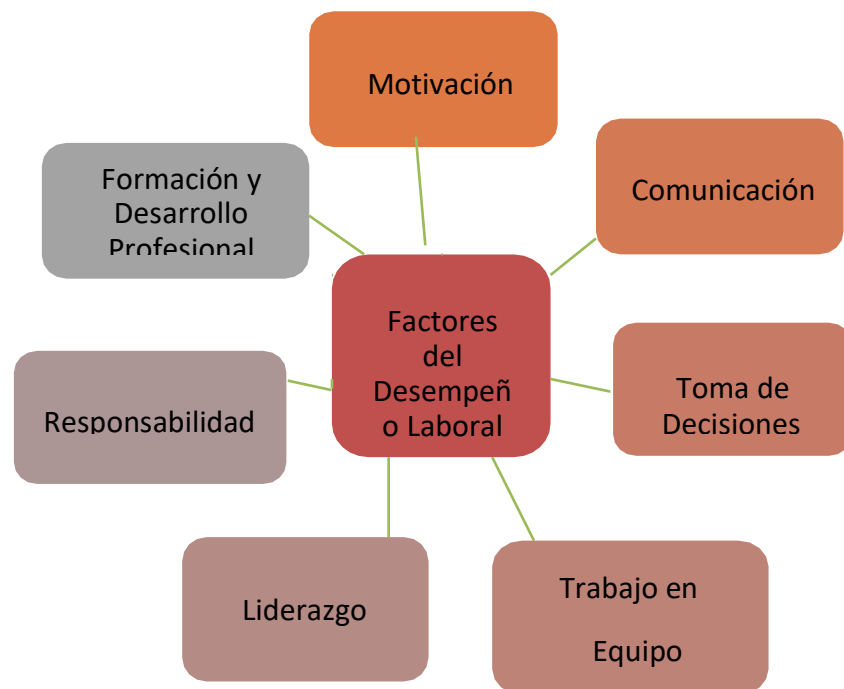 Motivación
Formación y
Desarrollo
Profesional
Comunicación
Factores
del
Desempeñ
o Laboral
Toma de
Decisiones
Responsabilidad
Liderazgo
Trabajo en
Equipo